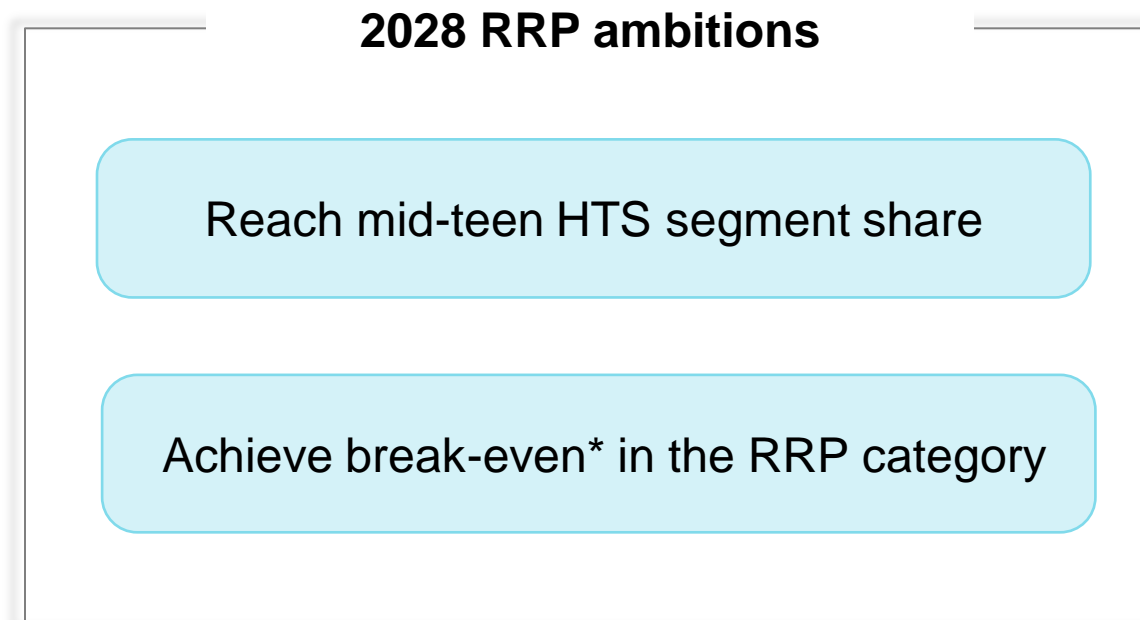 2028 RRP ambitions
Reach mid-teen HTS segment share
Achieve break-even* in the RRP category